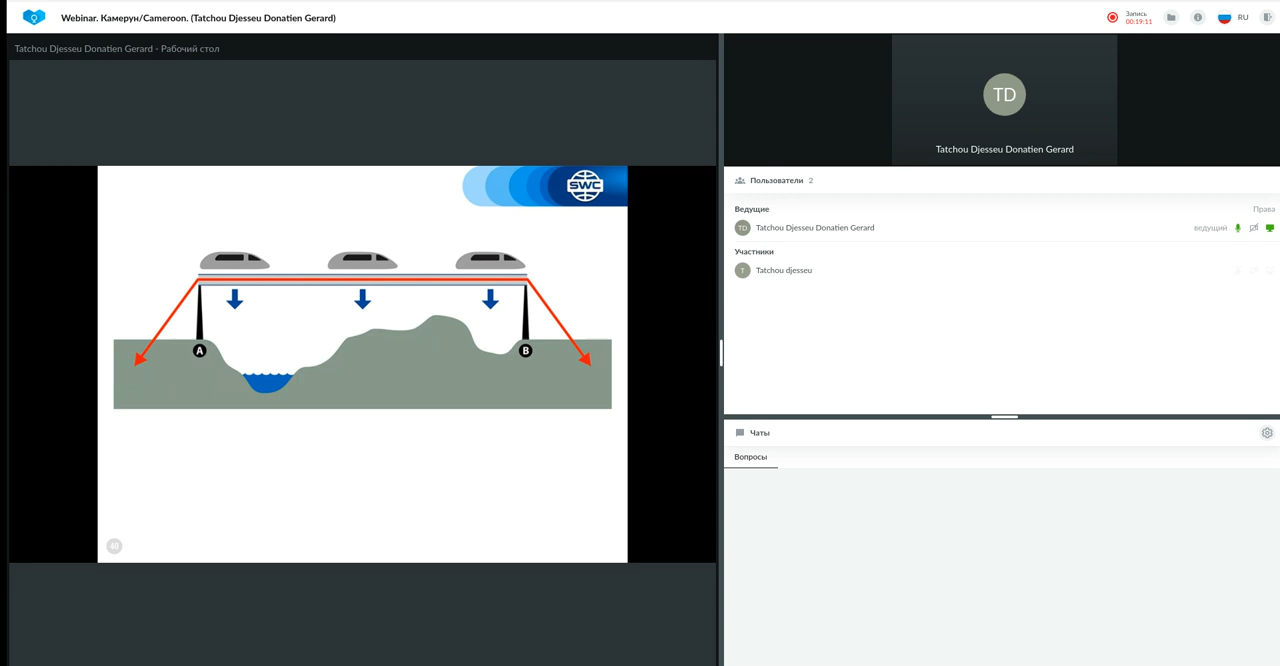 Webinar. Камерун/Cameroon. (Tatchou Djesseu Donatien Gerard)
Запись
00:19:11
RU
Tatchou Djesseu Donatien Gerard - Рабочий стол
TD
Tatchou Djesseu Donatien Gerard
SWC
A
B
40
Пользователи 2
Ведущие Права
TD Tatchou Djesseu Donatien Gerard ведущий
Участники
T Tatchou djesseu
Чаты
Вопросы